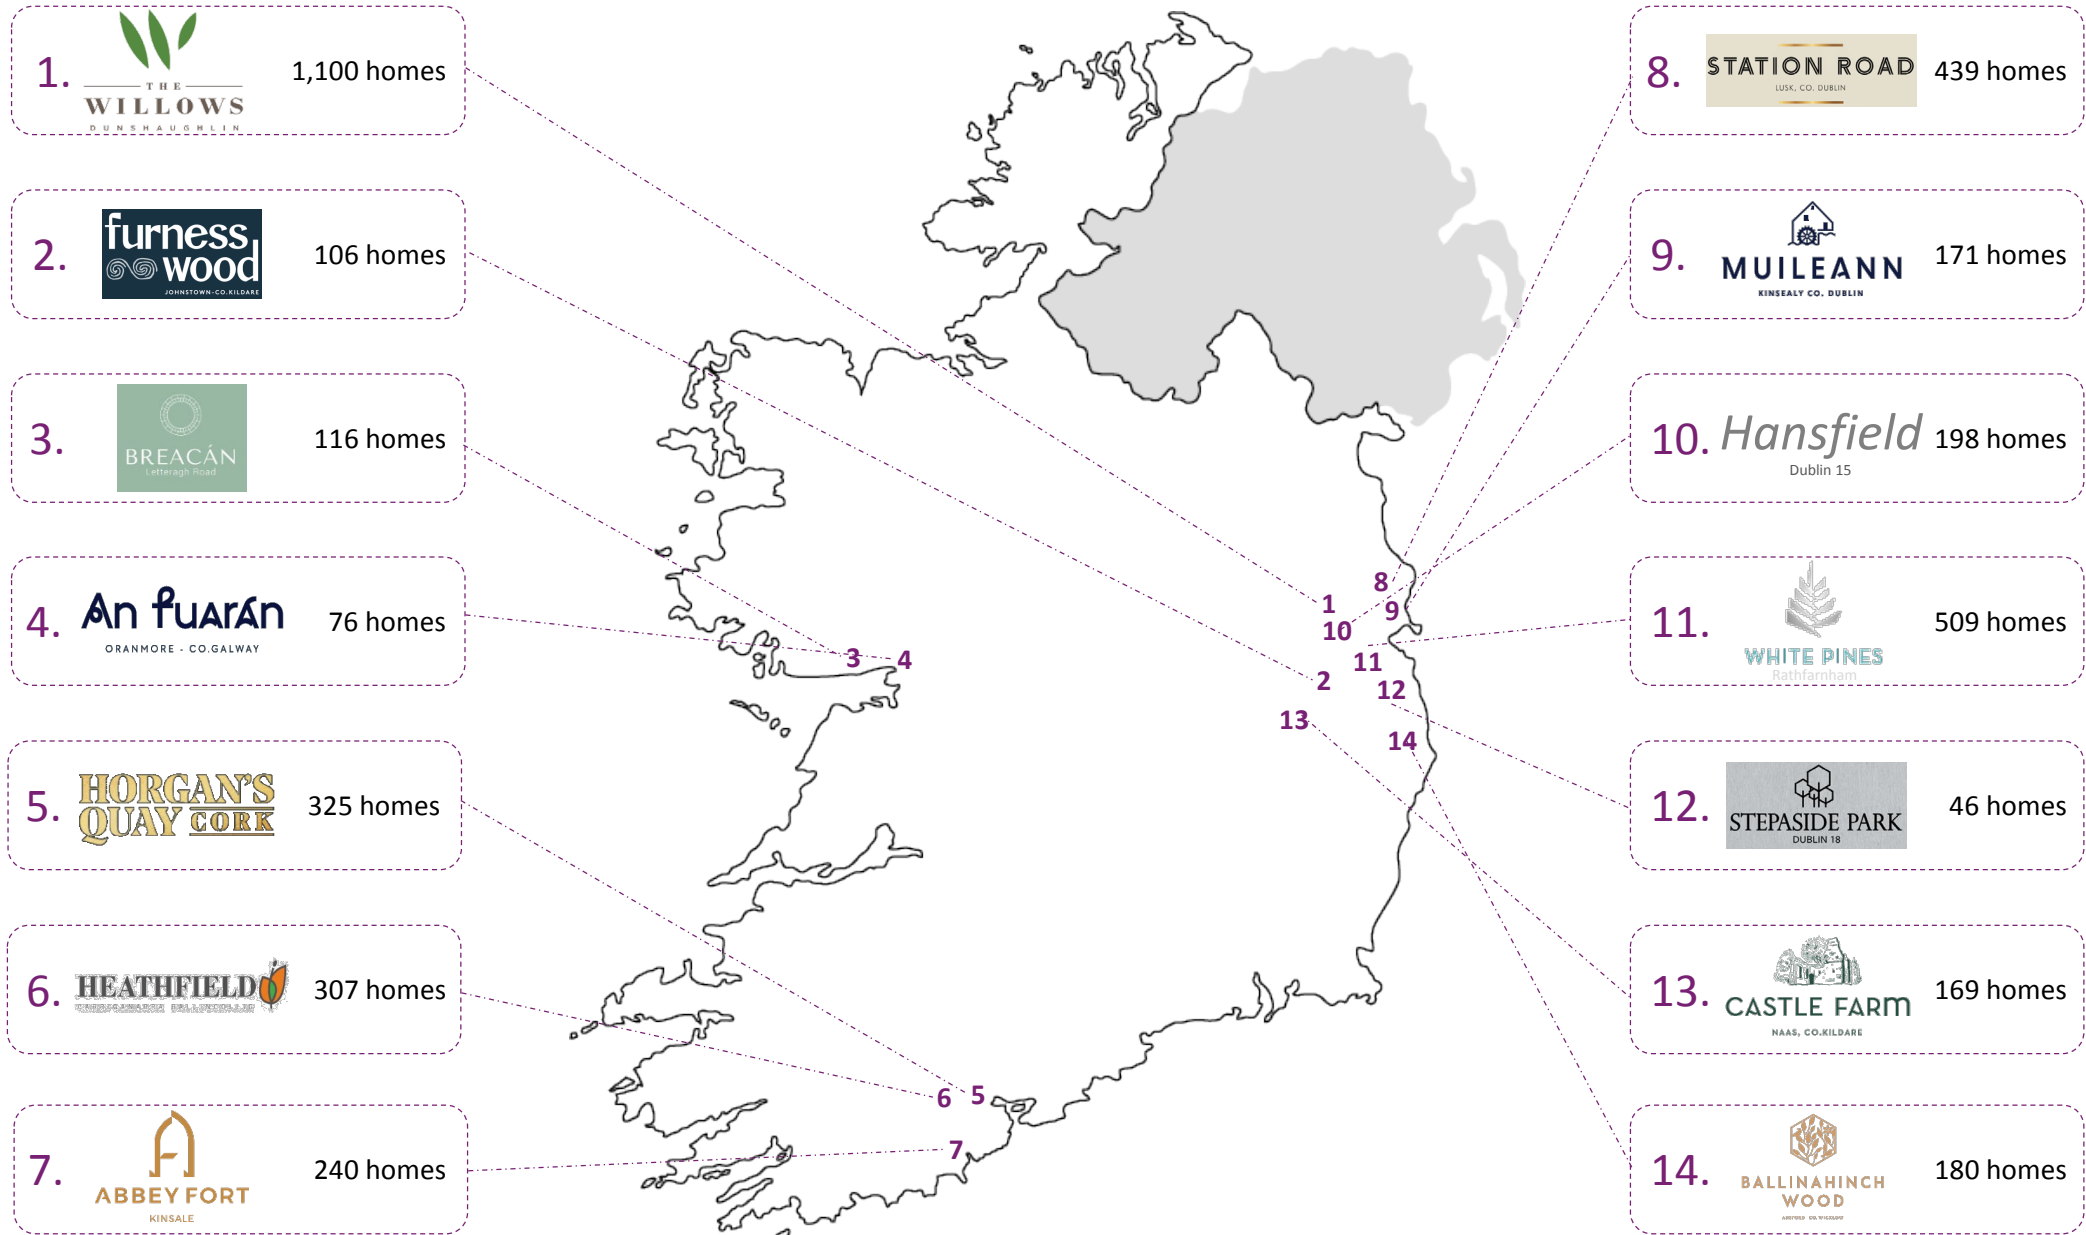 1.
THE
WILLOWS
DUNSHAUGHLIN
1,100 homes
2.
furness
wood
JOHNSTOWN-CO.KILDARE
106 homes
3.
BREACÁN
Letteragh Road
116 homes
4.
An Fuarán
ORANMORE - CO.GALWAY
76 homes
5.
HORGAN'S
QUAY CORK
325 homes
6.
HEATHFIELD
307 homes
7.
ABBEY FORT
KINSALE
240 homes
8.
STATION ROAD
LUSK, CO. DUBLIN
439 homes
9.
MUILEANN
KINSEALY CO. DUBLIN
171 homes
10.
Hansfield
Dublin 15
198 homes
11.
WHITE PINES
Rathfarnham
509 homes
12.
STEPASIDE PARK
DUBLIN 18
46 homes
13.
CASTLE FARM
NAAS, CO.KILDARE
169 homes
14.
BALLINAHINCH
WOOD
ASHFORD CO. WICKLOW
180 homes
8
1
9
10
3
4
11
2
12
13
14
6
5
7